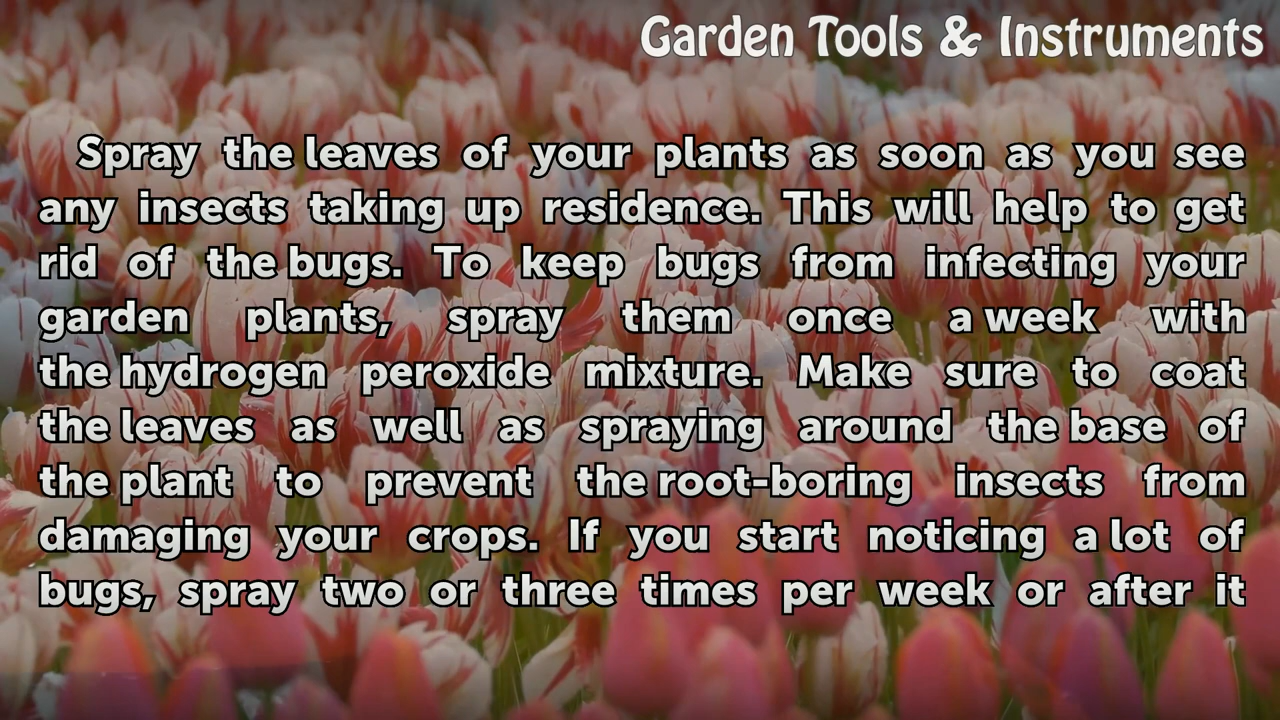 Garden Tools & Instruments
Spray the leaves of your plants as soon as you see
any insects taking up residence. This will help to get
rid of the bugs. To keep bugs from infecting your
garden plants, spray them once a week with
the hydrogen peroxide mixture. Make sure to coat
the leaves as well as spraying around the base of
the plant to prevent the root-boring insects from
damaging your crops. If you start noticing a lot of
bugs, spray two or three times per week or after it